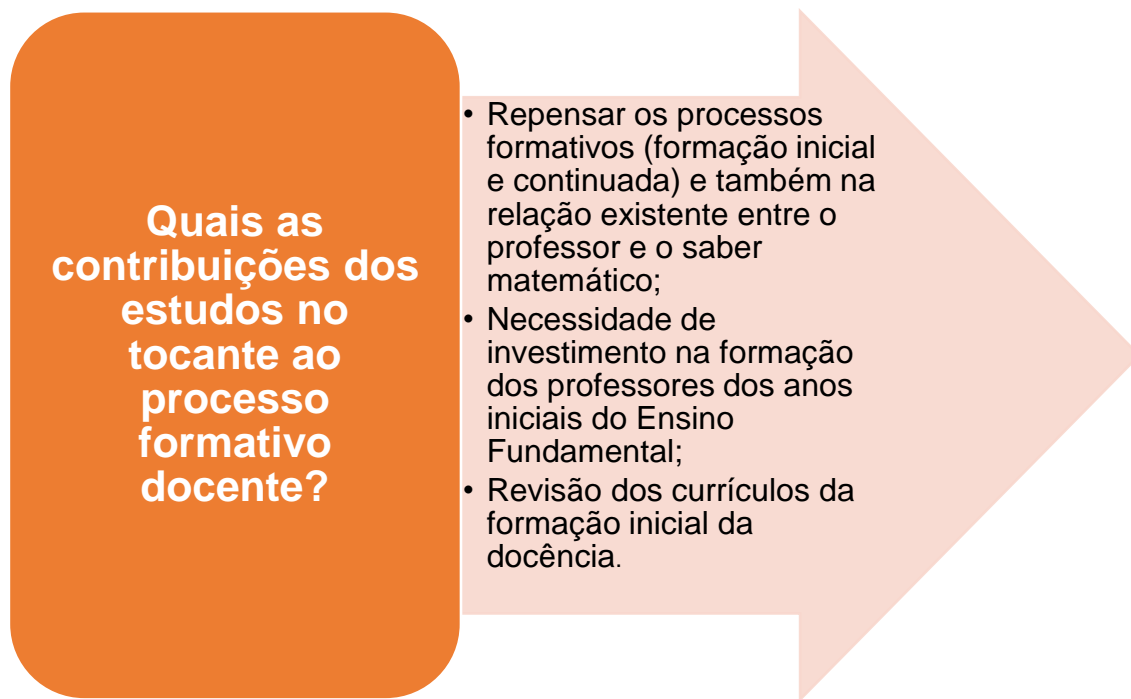 Quais as
contribuições dos
estudos no
tocante ao
processo
formativo
docente?
• Repensar os processos
formativos (formação inicial
e continuada) e também na
relação existente entre o
professor e o saber
matemático;
• Necessidade de
investimento na formação
dos professores dos anos
iniciais do Ensino
Fundamental;
• Revisão dos currículos da
formação inicial da
docência.